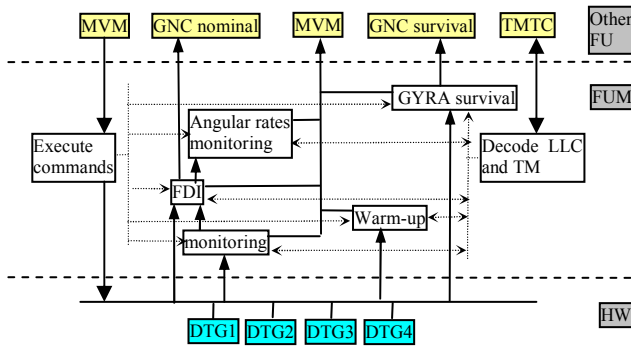 MVM
GNC nominal
MVM
GNC survival
TMTC
Other
FU
GYRA survival
FUM
Angular rates
monitoring
Execute
commands
Decode LLC
and TM
FDI
Warm-up
monitoring
HW
DTG1
DTG2
DTG3
DTG4